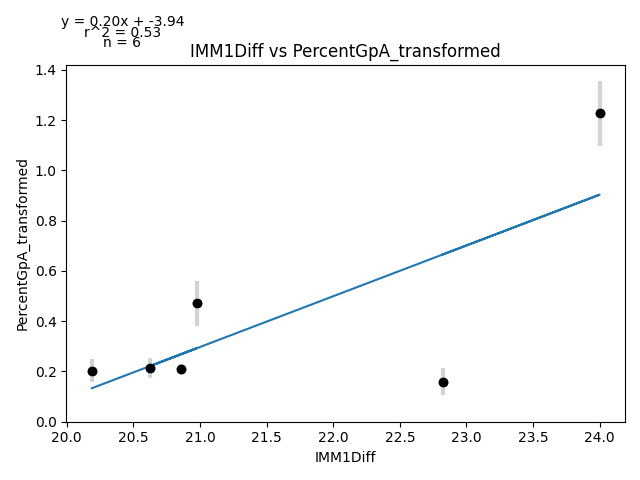 y = 0.20x + -3.94
r^2 = 0.53
n = 6
IMM1Diff vs PercentGpA_transformed
1.4
1.2
1.0
0.8
0.6
0.4
0.2
0.0
PercentGpA_transformed
20.0 20.5 21.0 21.5 22.0 22.5 23.0 23.5 24.0
IMM1Diff